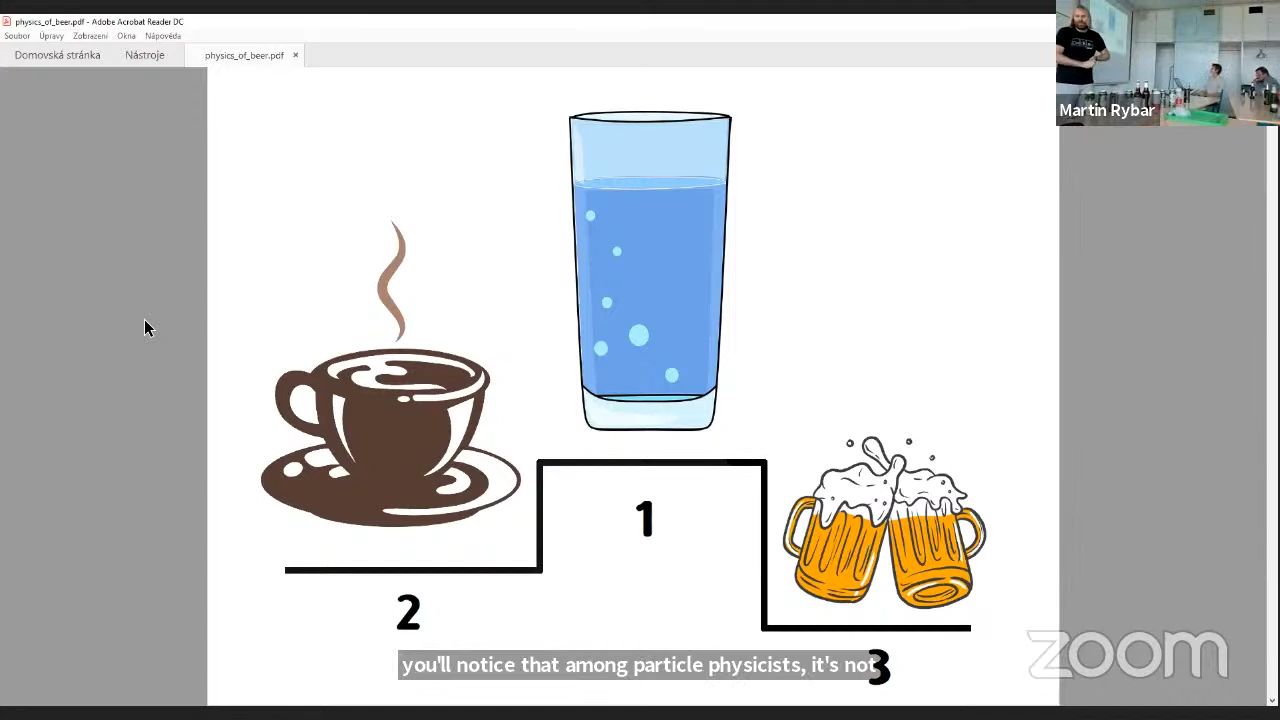 physics_of_beer.pdf - Adobe Acrobat Reader DC
Soubor Úpravy Zobrazení Okna Nápověda
Domovská stránka Nástroje physics_of_beer.pdf ×
Martin Rybar
1
2
3
you'll notice that among particle physicists, it's not
zoom